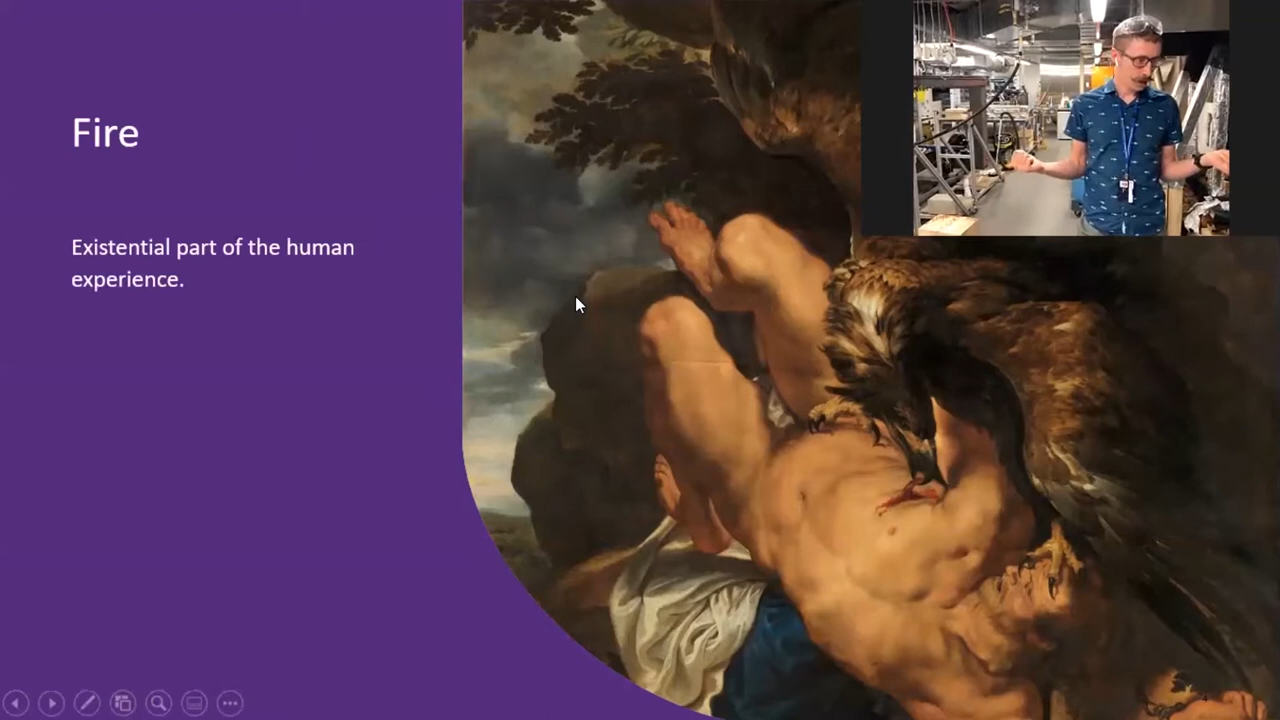 Fire
Existential part of the human
experience.